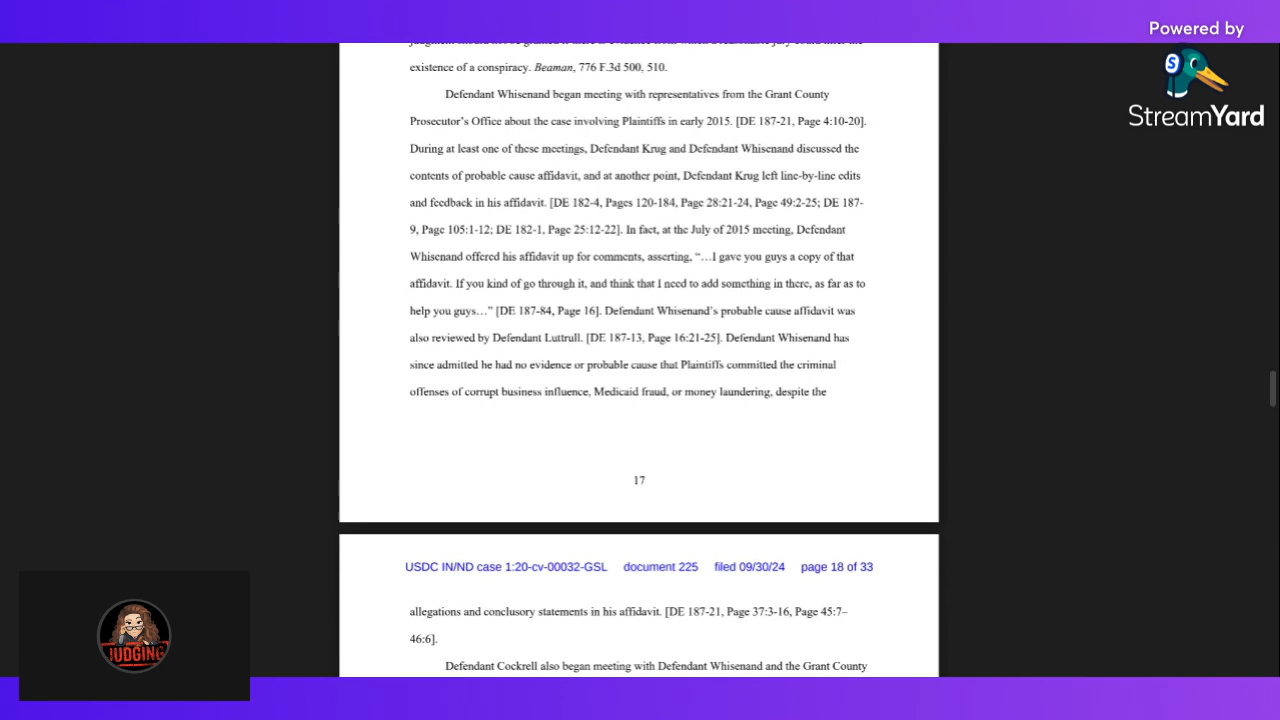 Powered by
StreamYard
existence of a conspiracy. Beaman, 776 F.3d 500, 510.
Defendant Whisenand began meeting with representatives from the Grant County
Prosecutor's Office about the case involving Plaintiffs in early 2015. [DE 187-21, Page 4:10-20].
During at least one of these meetings, Defendant Krug and Defendant Whisenand discussed the
contents of probable cause affidavit, and at another point, Defendant Krug left line-by-line edits
and feedback in his affidavit. [DE 182-4, Pages 120-184, Page 28:21-24, Page 49:2-25; DE 187-
9, Page 105:1-12; DE 182-1, Page 25:12-22]. In fact, at the July of 2015 meeting, Defendant
Whisenand offered his affidavit up for comments, asserting, “…I gave you guys a copy of that
affidavit. If you kind of go through it, and think that I need to add something in there, as far as to
help you guys…” [DE 187-84, Page 16]. Defendant Whisenand's probable cause affidavit was
also reviewed by Defendant Luttrull. [DE 187-13, Page 16:21-25]. Defendant Whisenand has
since admitted he had no evidence or probable cause that Plaintiffs committed the criminal
offenses of corrupt business influence, Medicaid fraud, or money laundering, despite the
17
USDC IN/ND case 1:20-cv-00032-GSL document 225 filed 09/30/24 page 18 of 33
allegations and conclusory statements in his affidavit. [DE 187-21, Page 37:3-16, Page 45:7–
46:6].
Defendant Cockrell also began meeting with Defendant Whisenand and the Grant County
JUDGING